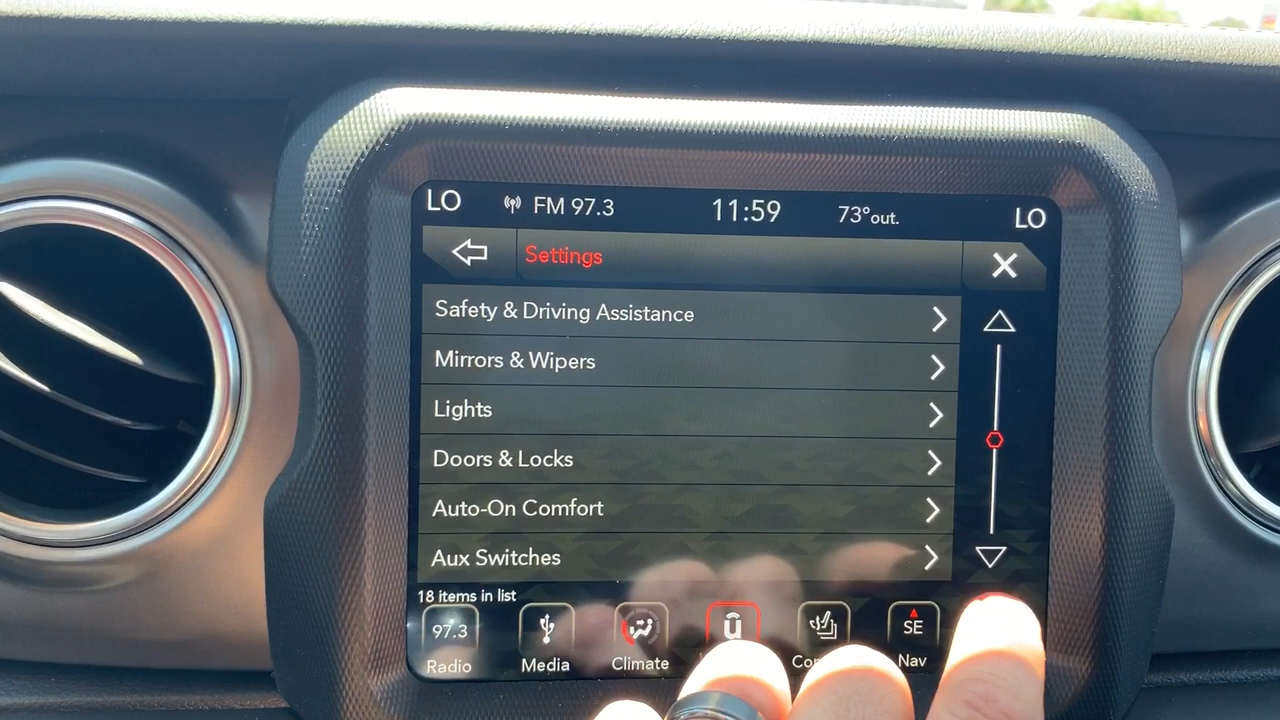 LO FM 97.3 11:59 73°out. LO
Settings
Safety & Driving Assistance
Mirrors & Wipers
Lights
Doors & Locks
Auto-On Comfort
Aux Switches
18 items in list
97.3 SE
Radio Media Climate Nav